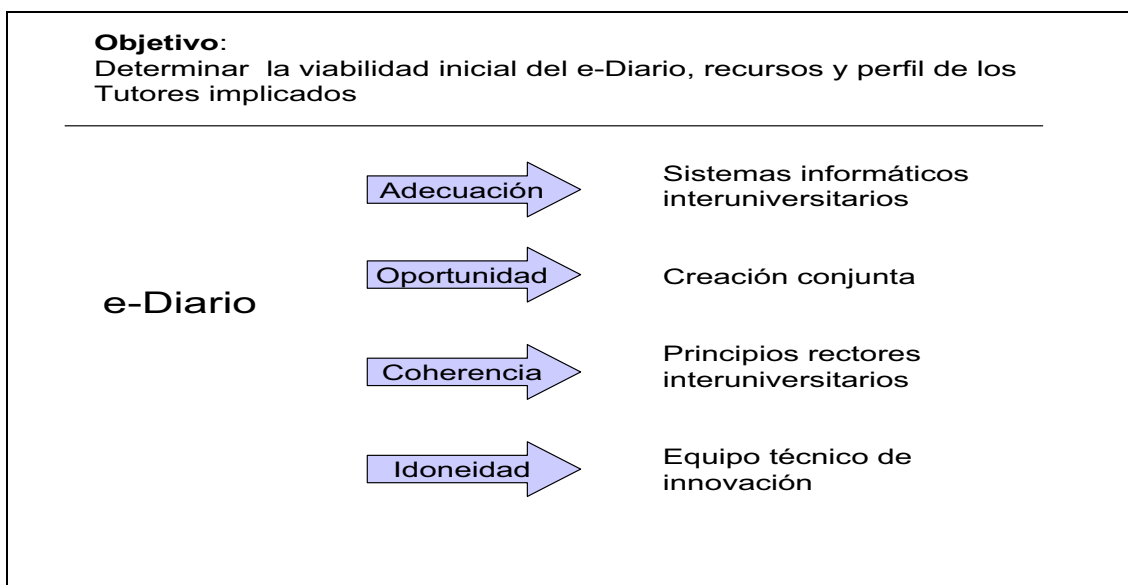 Objetivo:
Determinar la viabilidad inicial del e-Diario, recursos y perfil de los
Tutores implicados
e-Diario
Adecuación
Sistemas informáticos
interuniversitarios
Oportunidad
Creación conjunta
Coherencia
Principios rectores
interuniversitarios
Idoneidad
Equipo técnico de
innovación